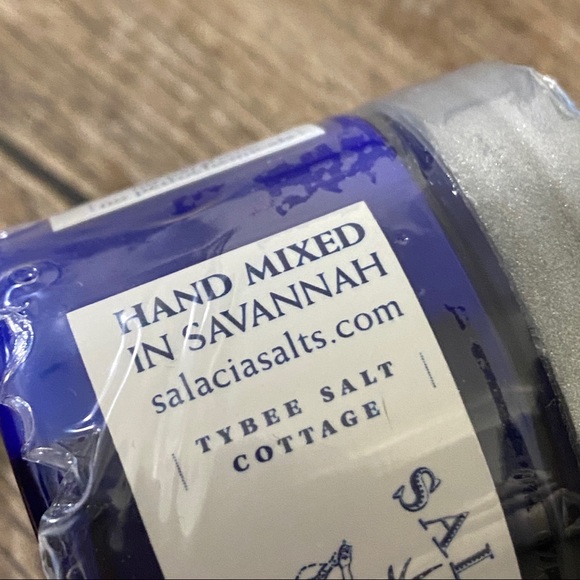 HAND MIXED
IN SAVANNAH
salaciasalts.com
TYBEE SALT
COTTAGE